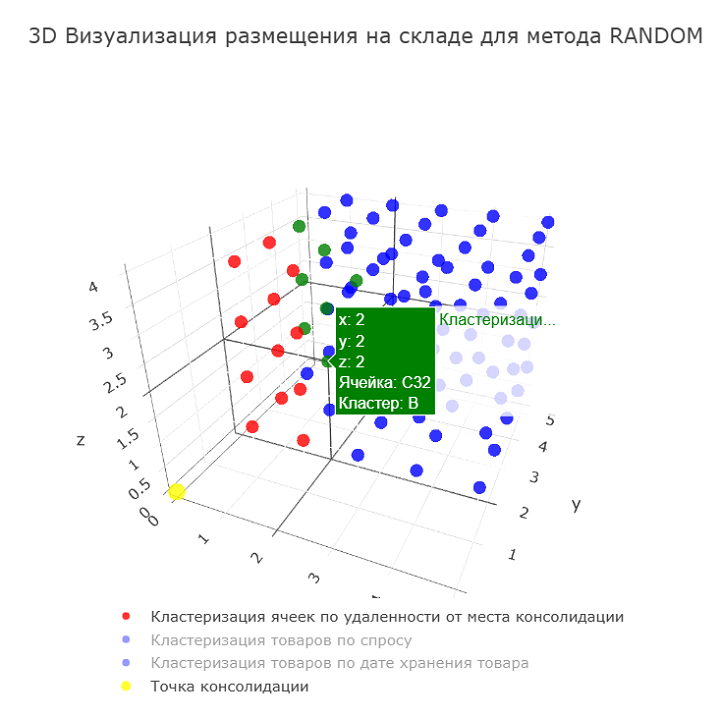 3D Визуализация размещения на складе для метода RANDOM
x: 2
y: 2
z: 2
Ячейка: C32
Кластер: B
Кластеризаци...
4
3.5
3
2.5
2
1.5
1
0.5
0
z
0
1
2
3
5
4
3
2
1
y
Кластеризация ячеек по удаленности от места консолидации
Кластеризация товаров по спросу
Кластеризация товаров по дате хранения товара
Точка консолидации